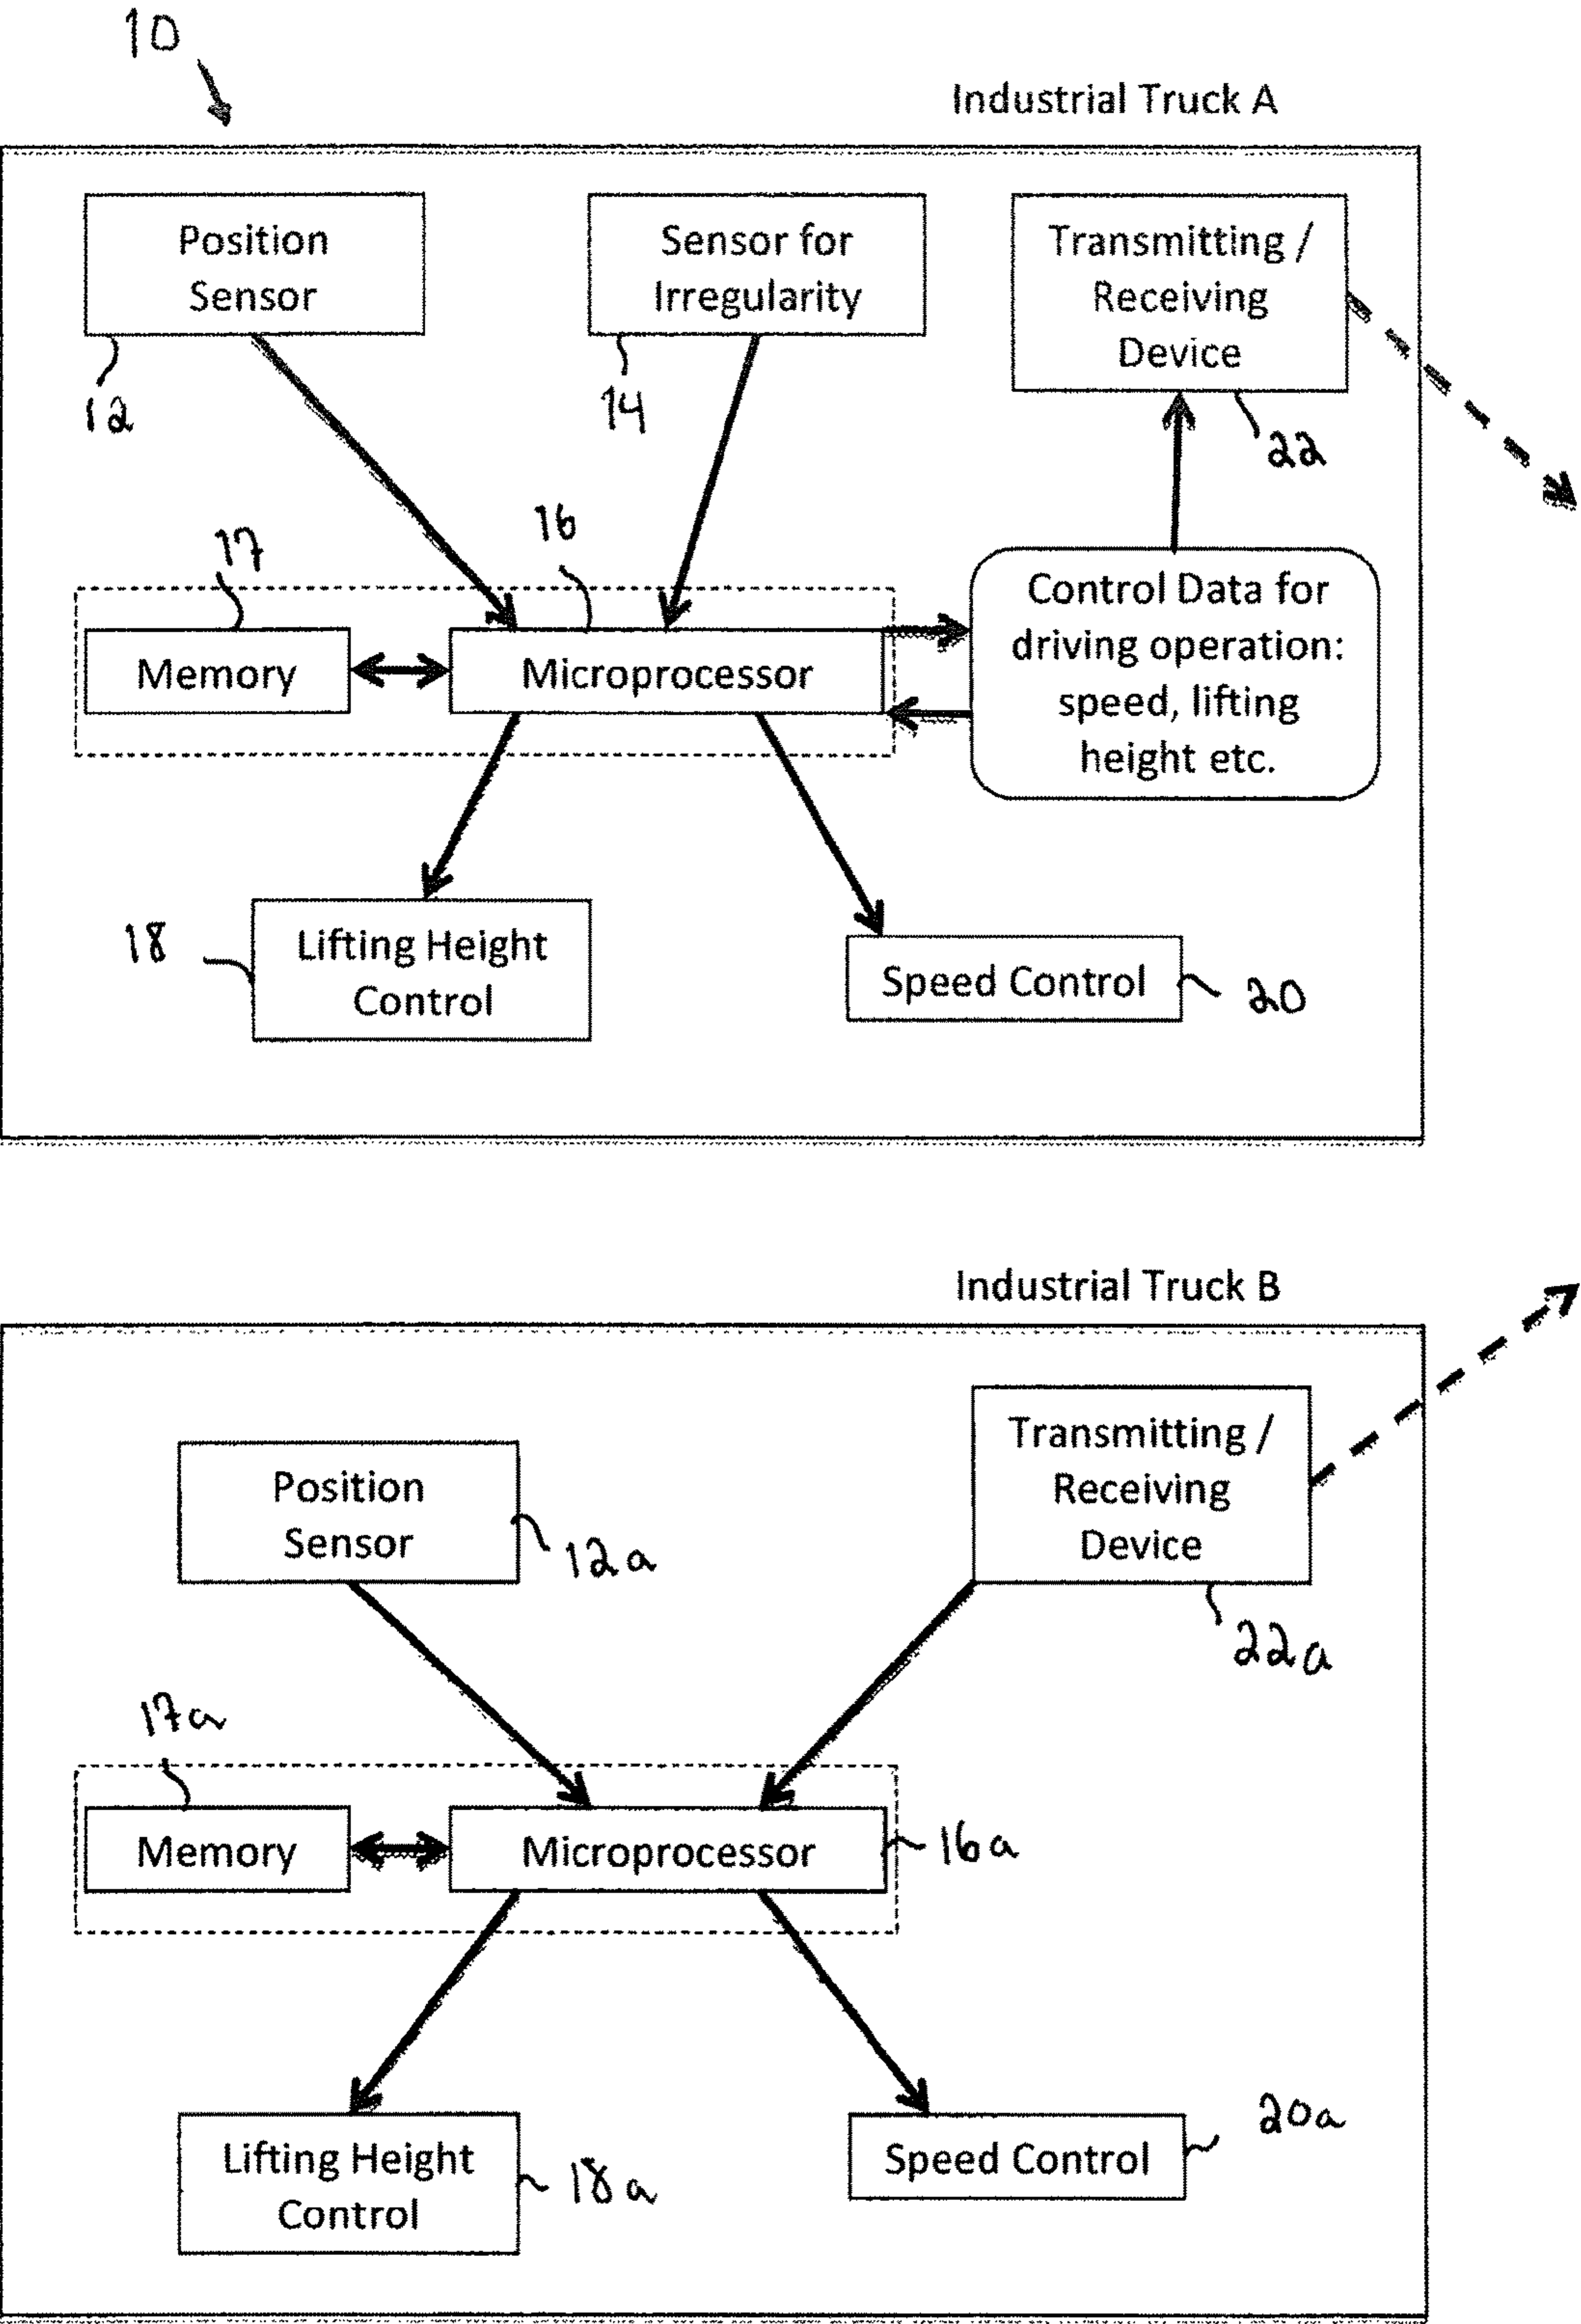 10
Industrial Truck A
Position
Sensor
Sensor for
Irregularity
Transmitting /
Receiving
Device
12
14
22
17
16
Memory
Microprocessor
Control Data for
driving operation:
speed, lifting
height etc.
18
Lifting Height
Control
Speed Control
20
Industrial Truck B
Transmitting /
Receiving
Device
Position
Sensor
12a
22a
17a
Memory
Microprocessor
16a
Lifting Height
Control
18a
Speed Control
20a